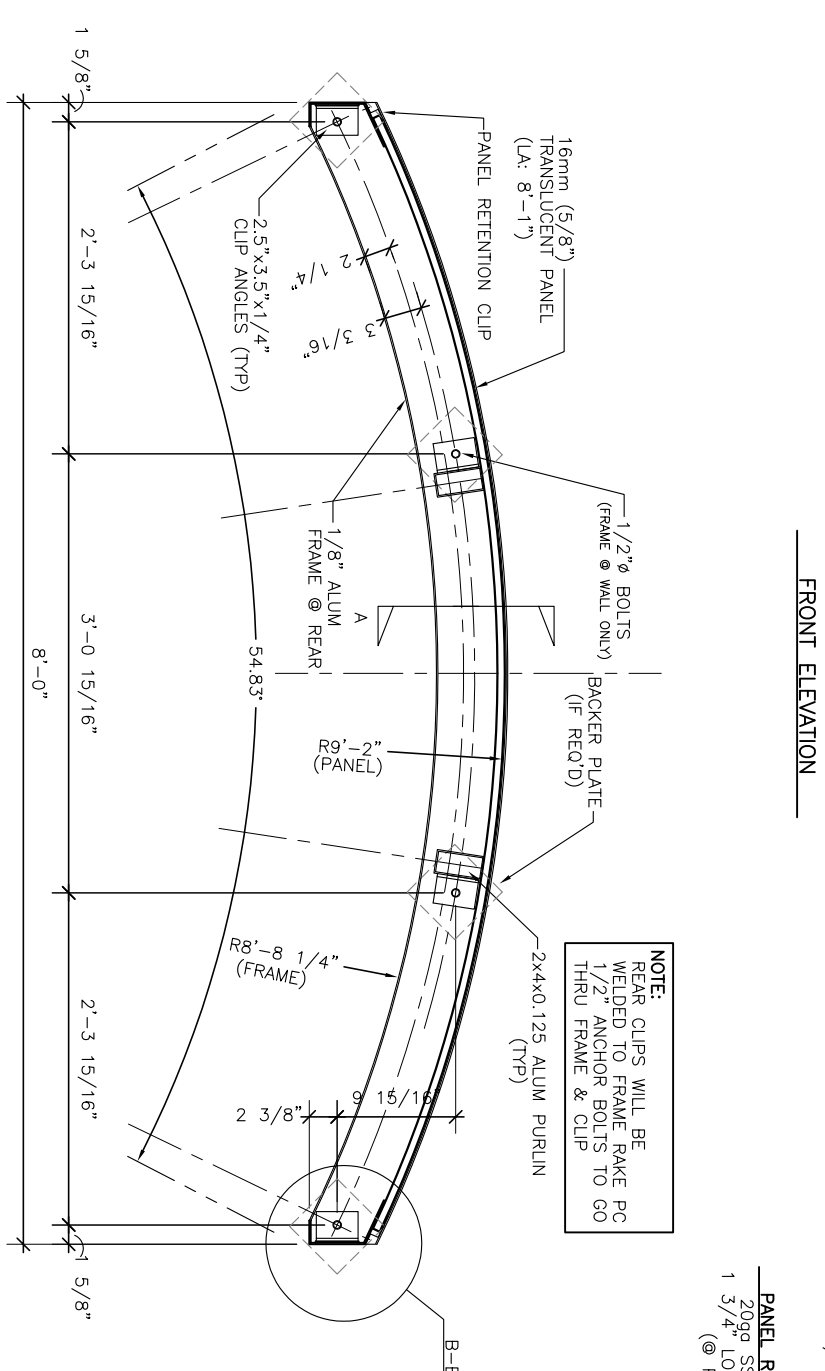 FRONT ELEVATION
NOTE:
REAR CLIPS WILL BE
WELDED TO FRAME RAKE PC
1/2" ANCHOR BOLTS TO GO
THRU FRAME & CLIP
PANEL R
20ga SS
1 3/4" LO
(@ F
16mm (5/8")
TRANSLUCENT PANEL
(LA: 8'-1")
PANEL RETENTION CLIP
1/2"ø BOLTS
(FRAME @ WALL ONLY)
BACKER PLATE
(IF REQ'D)
2x4x0.125 ALUM PURLIN
(TYP)
2.5"x3.5"x1/4"
CLIP ANGLES (TYP)
2 1/4"
3 3/16"
1/8" ALUM
FRAME @ REAR
A
R9'-2"
(PANEL)
R8'-8 1/4"
(FRAME)
9 15/16"
2 3/8"
54.83°
1 5/8"
2'-3 15/16"
3'-0 15/16"
2'-3 15/16"
1 5/8"
8'-0"